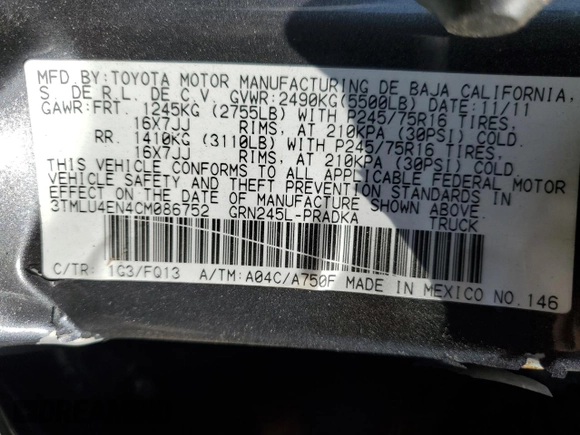 MFD.BY:TOYOTA MOTOR MANUFACTURING DE BAJA CALIFORNIA,
S. DE R.L. DE C.V. GVWR:2490KG(5500LB) DATE:11/11
GAWR:FRT. 1245KG (2755LB) WITH P245/75R16 TIRES,
16X7JJ RIMS, AT 210KPA (30PSI) COLD.
RR. 1410KG (3110LB) WITH P245/75R16 TIRES,
16X7JJ RIMS, AT 210KPA (30PSI) COLD.
THIS VEHICLE CONFORMS TO ALL APPLICABLE FEDERAL MOTOR
VEHICLE SAFETY AND THEFT PREVENTION STANDARDS IN
EFFECT ON THE DATE OF MANUFACTURE SHOWN ABOVE.
3TMLU4EN4CM086752 GRN245L-PRADKA TRUCK
C/TR: 1G3/FQ13 A/TM:A04C/A750F MADE IN MEXICO NO.146